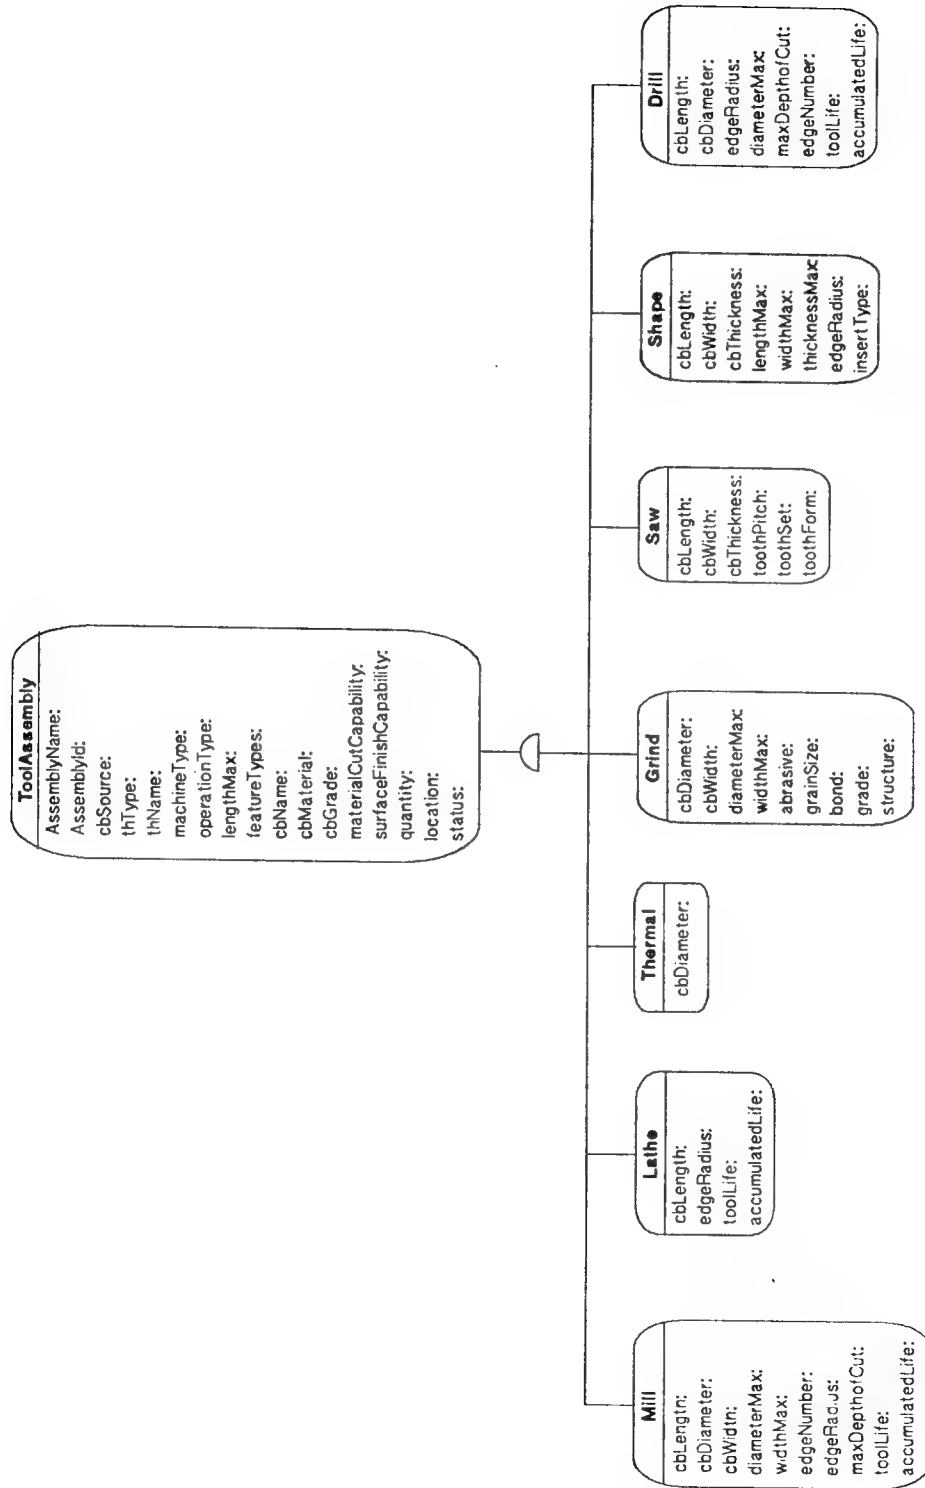 ToolAssembly
AssemblyName:
AssemblyId:
cbSource:
thType:
thName:
machineType:
operationType:
lengthMax:
featureTypes:
cbName:
cbMaterial:
cbGrade:
materialCutCapability:
surfaceFinishCapability:
quantity:
location:
status:
Mill
cbLength:
cbDiameter:
cbWidth:
diameterMax:
widthMax:
edgeNumber:
edgeRadius:
maxDepthofCut:
toolLife:
accumulatedLife:
Lathe
cbLength:
edgeRadius:
toolLife:
accumulatedLife:
Thermal
cbDiameter:
Grind
cbDiameter:
cbWidth:
diameterMax:
widthMax:
abrasive:
grainSize:
bond:
grade:
structure:
Saw
cbLength:
cbWidth:
cbThickness:
toothPitch:
toothSet:
toothForm:
Shape
cbLength:
cbWidth:
cbThickness:
lengthMax:
widthMax:
thicknessMax:
edgeRadius:
insertType:
Drill
cbLength:
cbDiameter:
edgeRadius:
diameterMax:
maxDepthofCut:
edgeNumber:
toolLife:
accumulatedLife: